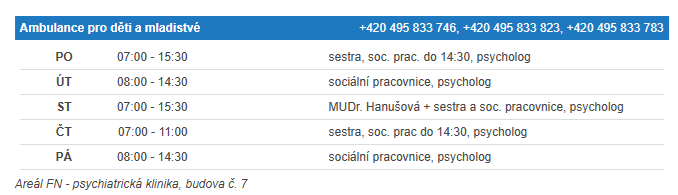 Ambulance pro děti a mladistvé +420 495 833 746, +420 495 833 823, +420 495 833 783
PO 07:00 - 15:30 sestra, soc. prac. do 14:30, psycholog
ÚT 08:00 - 14:30 sociální pracovnice, psycholog
ST 07:00 - 15:30 MUDr. Hanušová + sestra a soc. pracovnice, psycholog
ČT 07:00 - 11:00 sestra, soc. prac do 14:30, psycholog
PÁ 08:00 - 14:30 sociální pracovnice, psycholog
Areál FN - psychiatrická klinika, budova č. 7